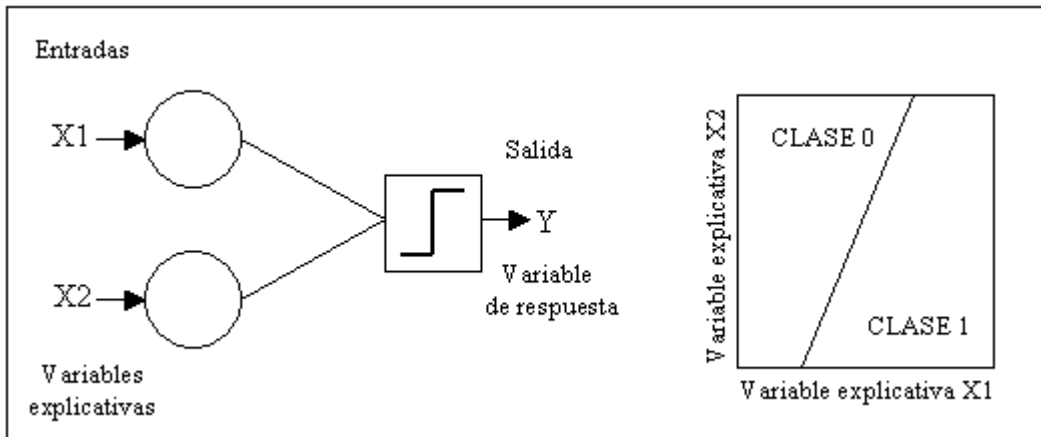 Entradas
X1
X2
Variables
explicativas
Salida
Y
Variable
de respuesta
Variable explicativa X2
CLASE 0
CLASE 1
Variable explicativa X1